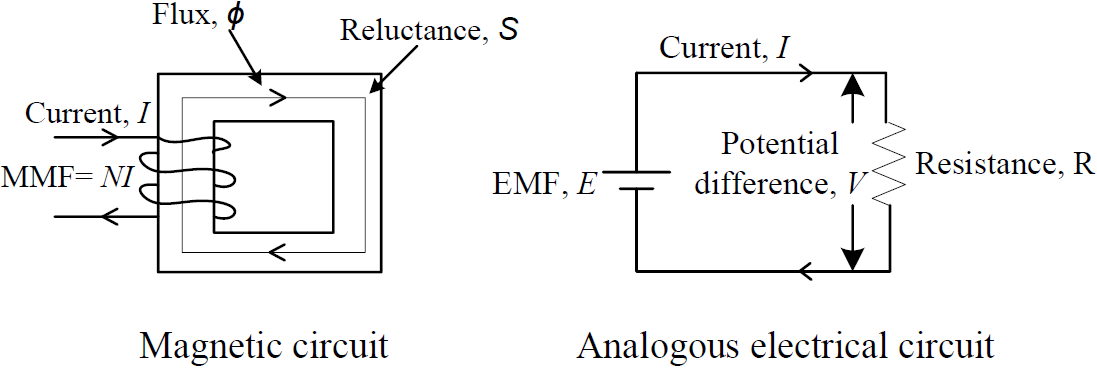 Flux, ϕ
Reluctance, S
Current, I
MMF= NI
Magnetic circuit
Current, I
Potential
difference, V
EMF, E
Resistance, R
Analogous electrical circuit